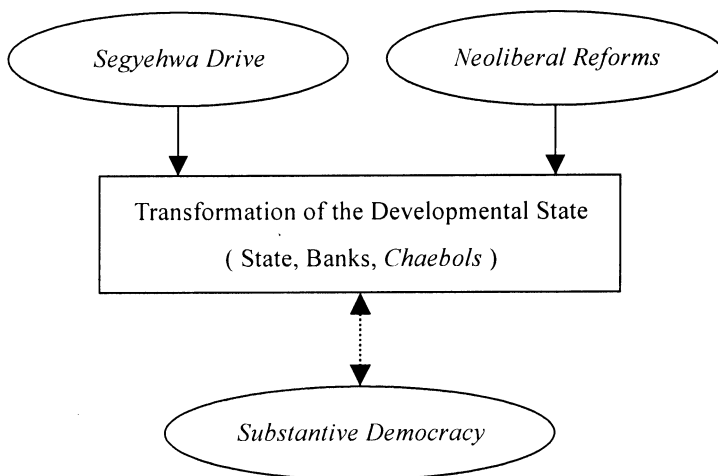 Segyehwa Drive
Neoliberal Reforms
Transformation of the Developmental State
( State, Banks, Chaebols )
Substantive Democracy